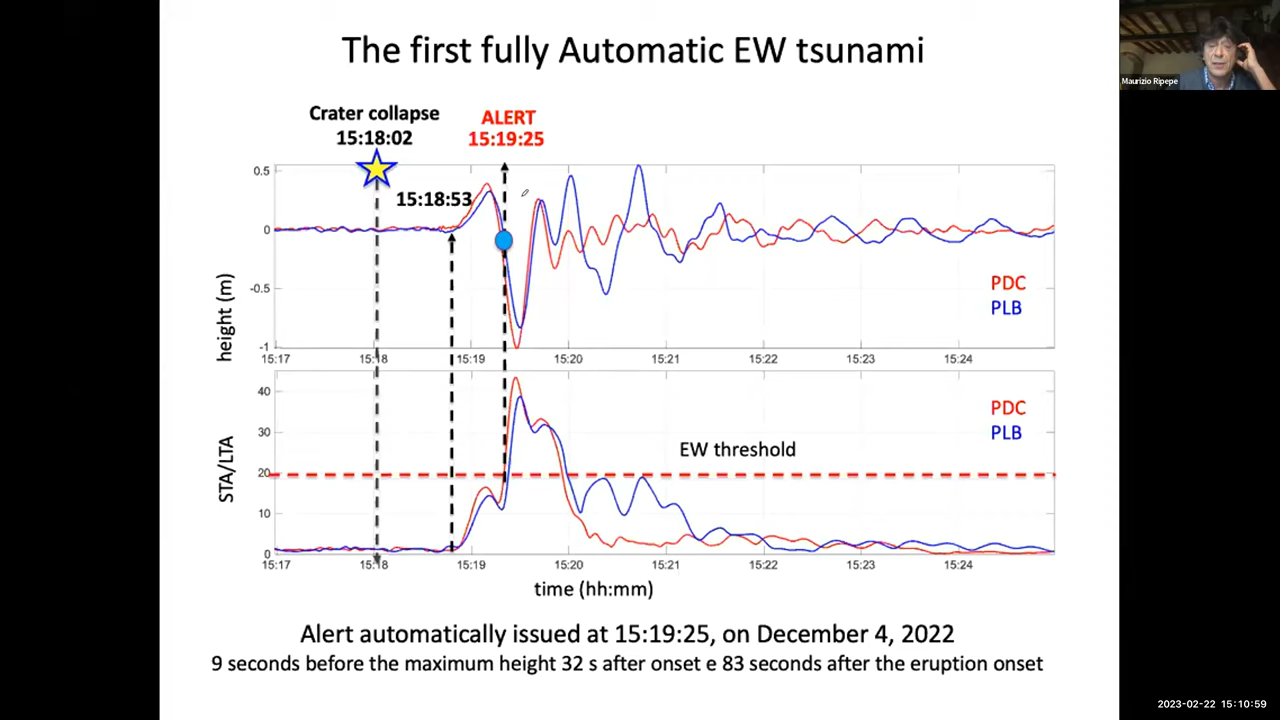 The first fully Automatic EW tsunami
Maurizio Ripepe
Crater collapse
15:18:02
ALERT
15:19:25
15:18:53
height (m)
0.5
0
-0.5
-1
PDC
PLB
15:17 15:18 15:19 15:20 15:21 15:22 15:23 15:24
STA/LTA
40
30
20
10
0
PDC
PLB
EW threshold
15:17 15:18 15:19 15:20 15:21 15:22 15:23 15:24
time (hh:mm)
Alert automatically issued at 15:19:25, on December 4, 2022
9 seconds before the maximum height 32 s after onset e 83 seconds after the eruption onset
2023-02-22 15:10:59